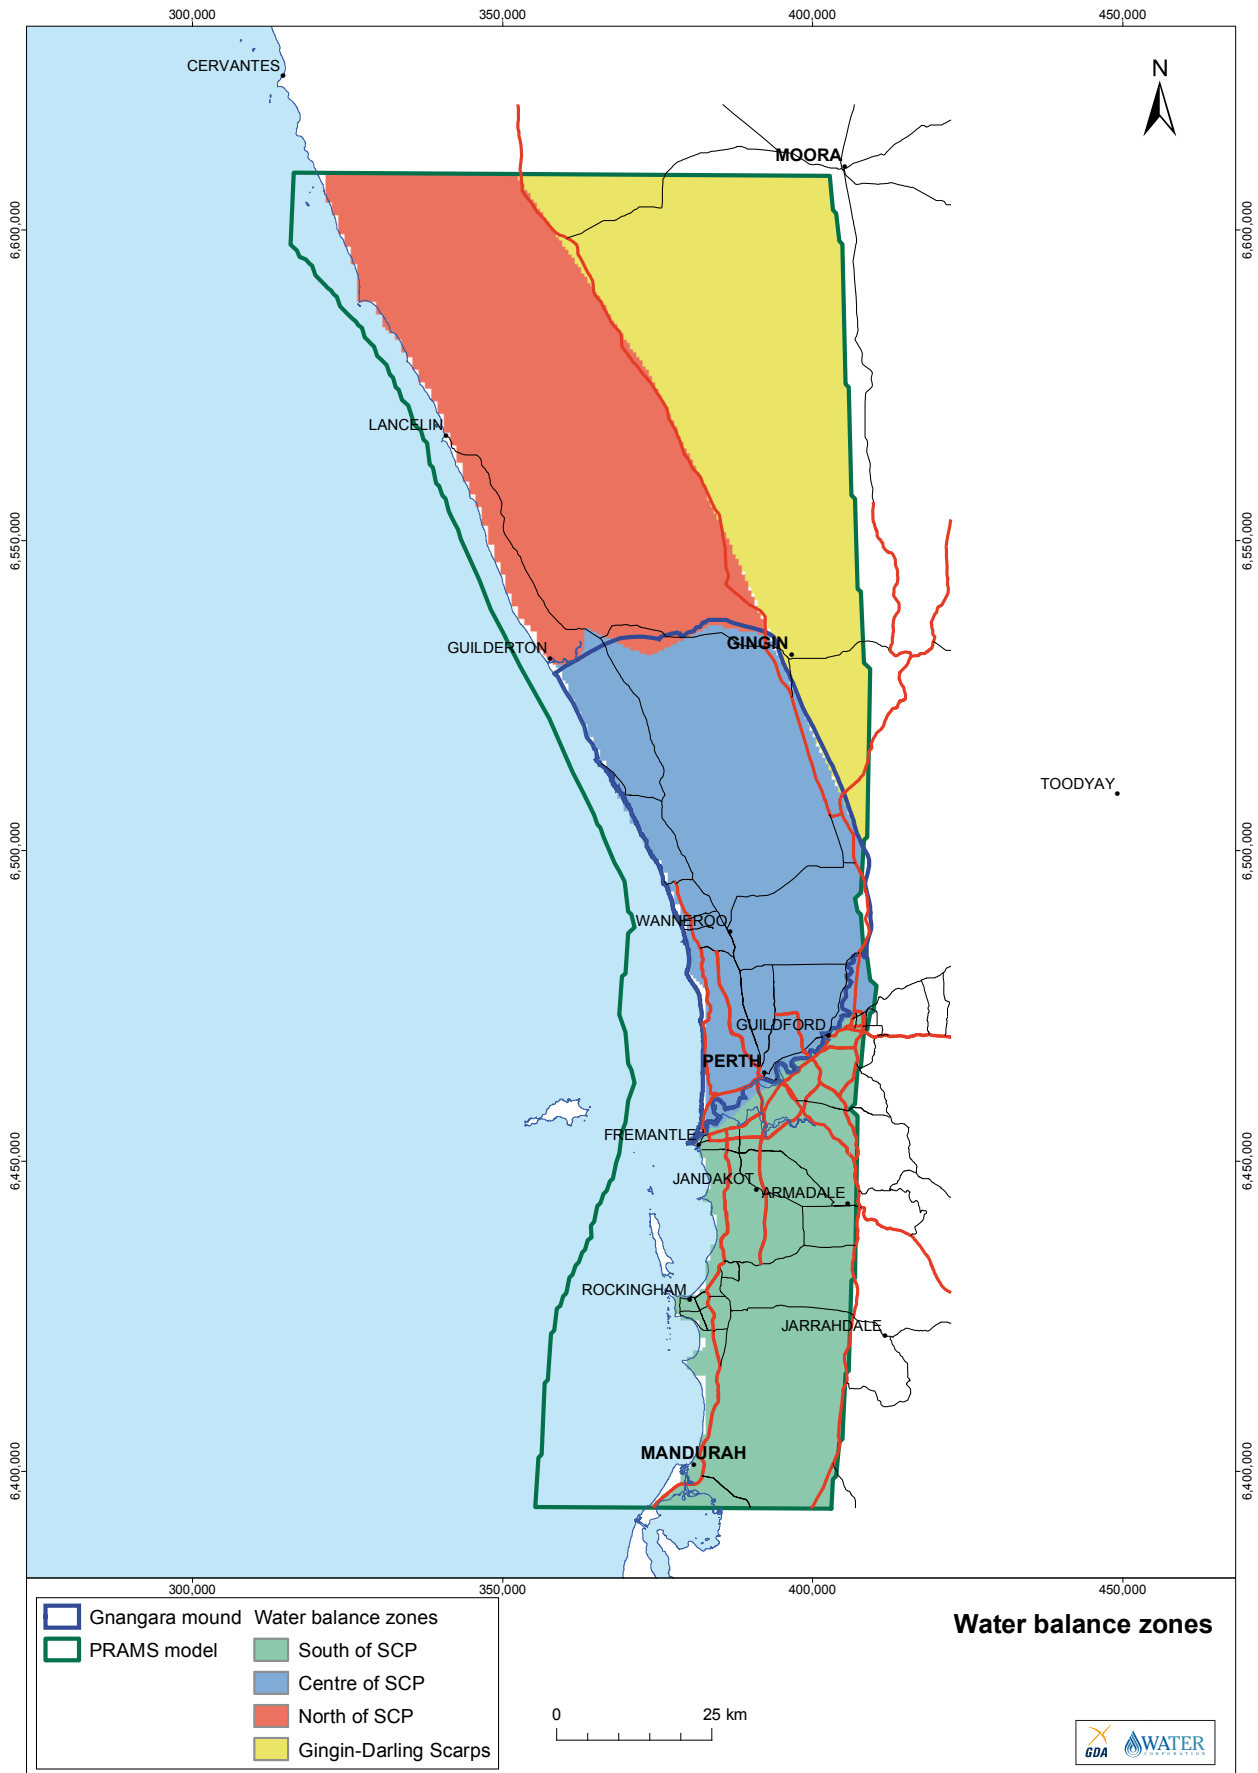 300,000
350,000
400,000
450,000
CERVANTES
N
MOORA
6,600,000
6,600,000
LANCELIN
6,550,000
6,550,000
GUILDERTON
GINGIN
TOODYAY
6,500,000
6,500,000
WANNEROO
GUILDFORD
PERTH
FREMANTLE
6,450,000
6,450,000
JANDAKOT
ARMADALE
ROCKINGHAM
JARRAHDALE
MANDURAH
6,400,000
6,400,000
300,000
350,000
400,000
450,000
Gnangara mound
PRAMS model
Water balance zones
South of SCP
Centre of SCP
North of SCP
Gingin-Darling Scarps
0
25 km
Water balance zones
GDA
WATER
CORPORATION